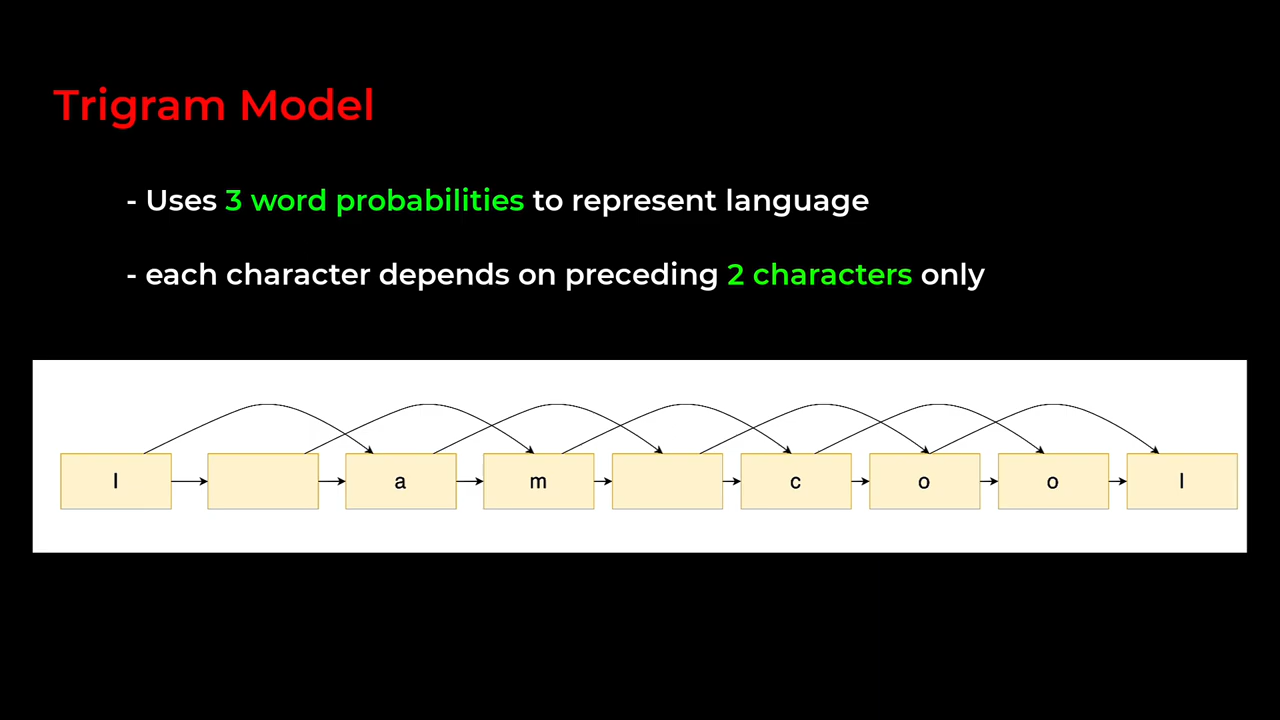 Trigram Model
- Uses 3 word probabilities to represent language
- each character depends on preceding 2 characters only
I a m c o o l